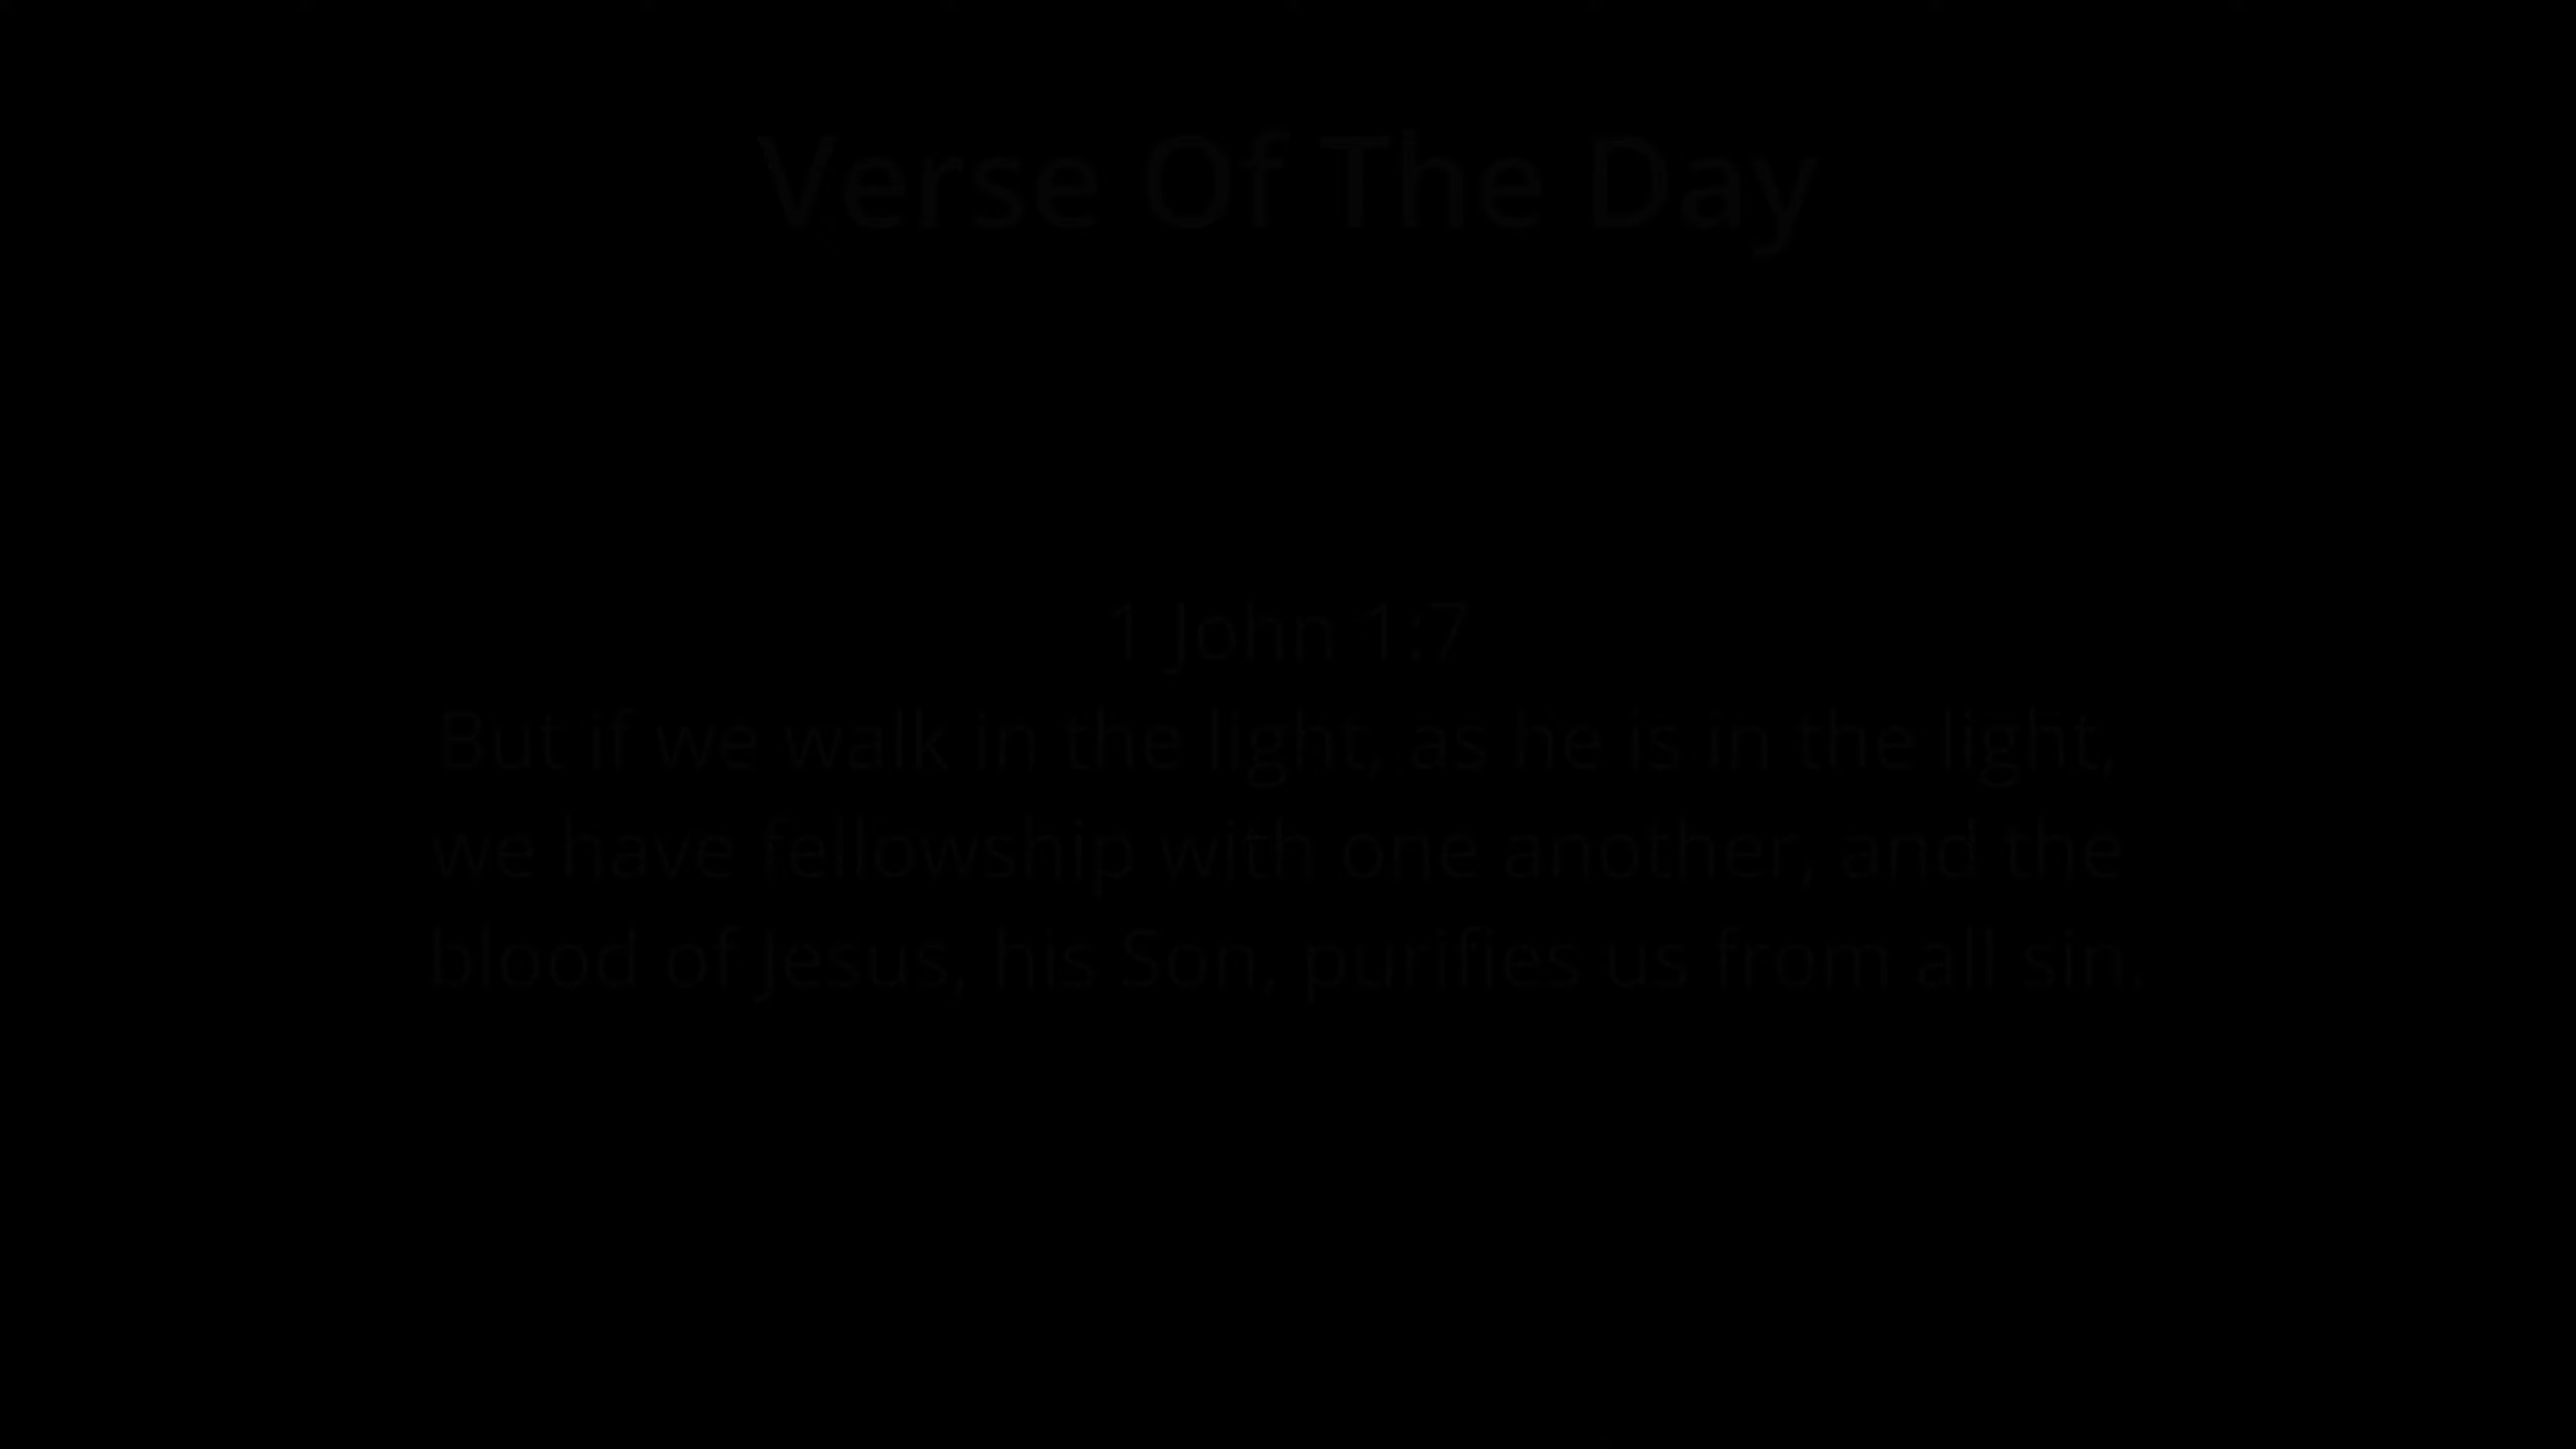 Verse Of The Day
1 John 1:7
But if we walk in the light, as he is in the light,
we have fellowship with one another, and the
blood of Jesus, his Son, purifies us from all sin.